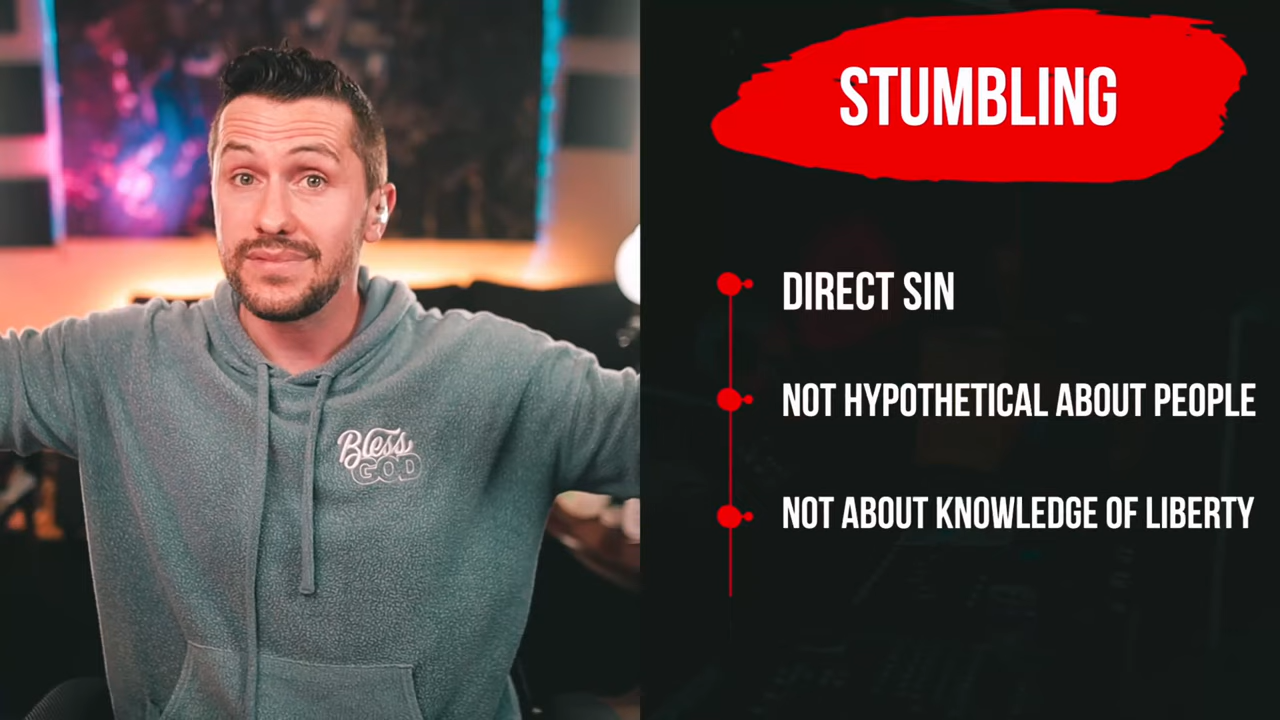 STUMBLING
DIRECT SIN
NOT HYPOTHETICAL ABOUT PEOPLE
NOT ABOUT KNOWLEDGE OF LIBERTY
Bless
GOD